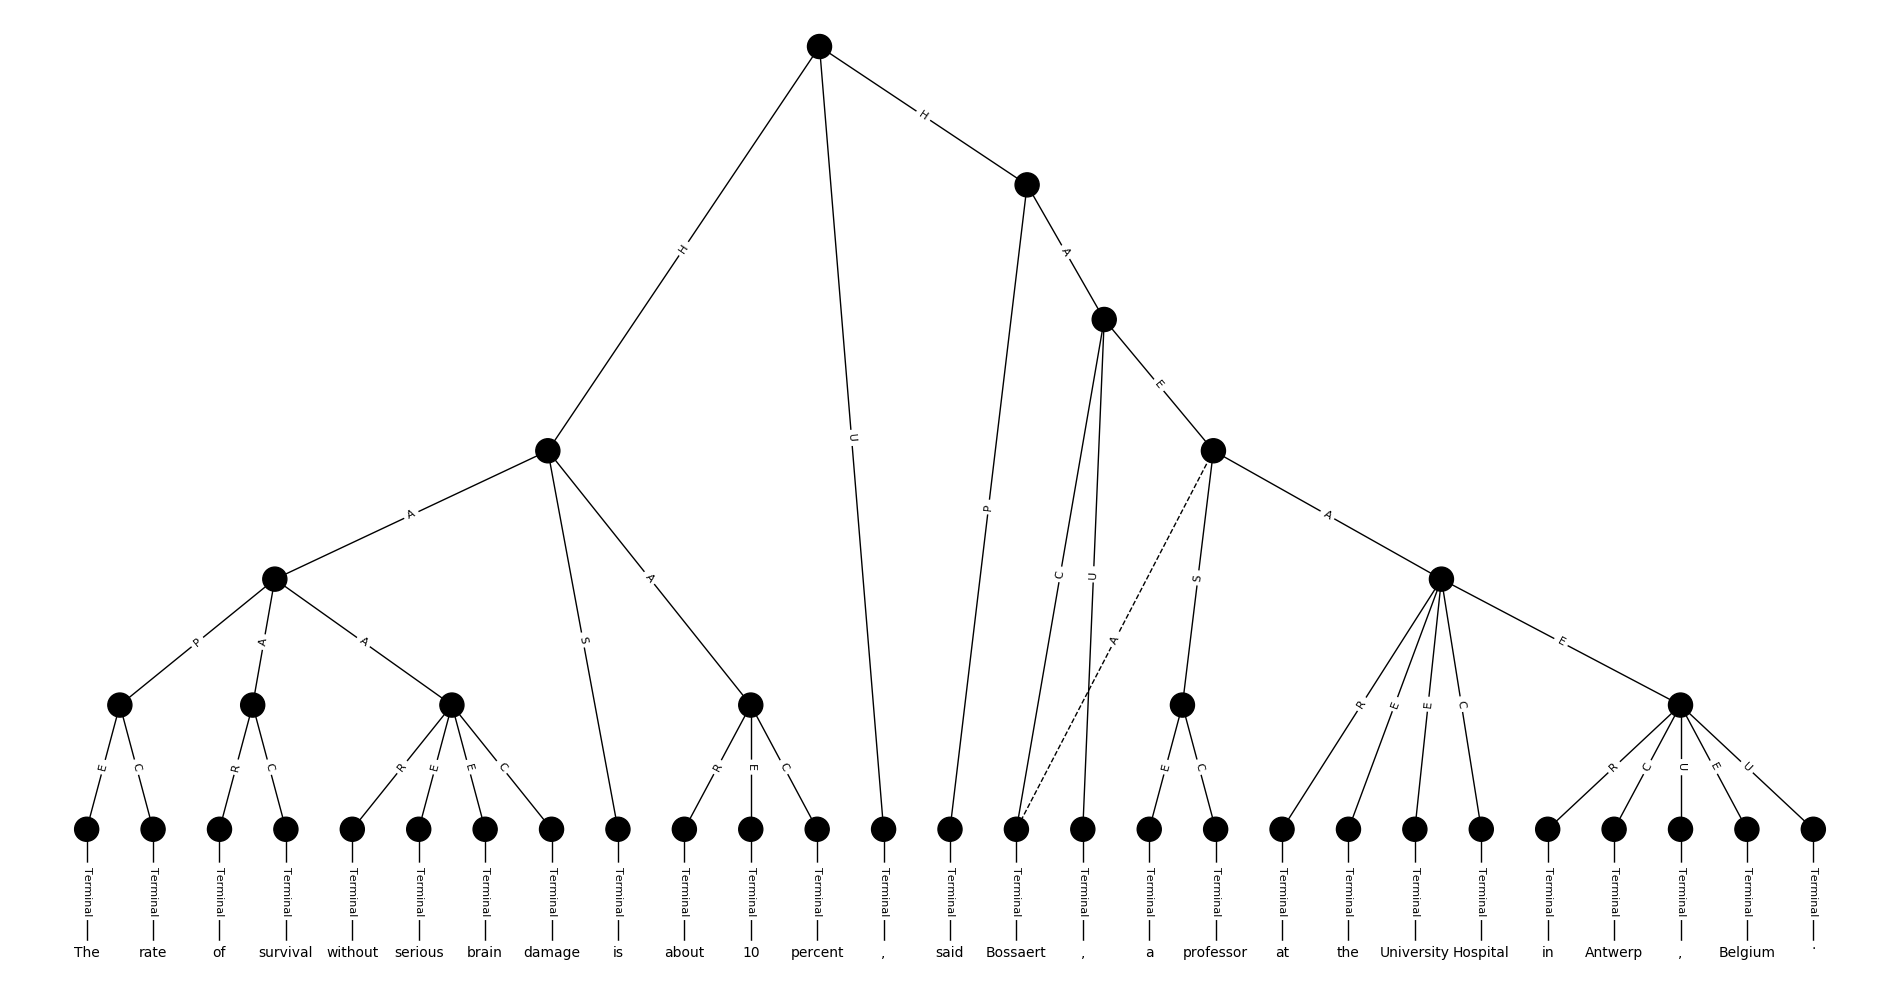 H
H
A
E
U
A
P
A
S
A
C
U
A
S
P
A
A
E
R
E
E
C
E
C
R
C
R
E
E
C
R
E
C
E
C
R
C
U
E
U
Terminal Terminal Terminal Terminal Terminal Terminal Terminal Terminal Terminal Terminal Terminal Terminal Terminal Terminal Terminal Terminal Terminal Terminal Terminal Terminal Terminal Terminal Terminal Terminal Terminal Terminal Terminal
The rate of survival without serious brain damage is about 10 percent , said Bossaert , a professor at the University Hospital in Antwerp , Belgium .